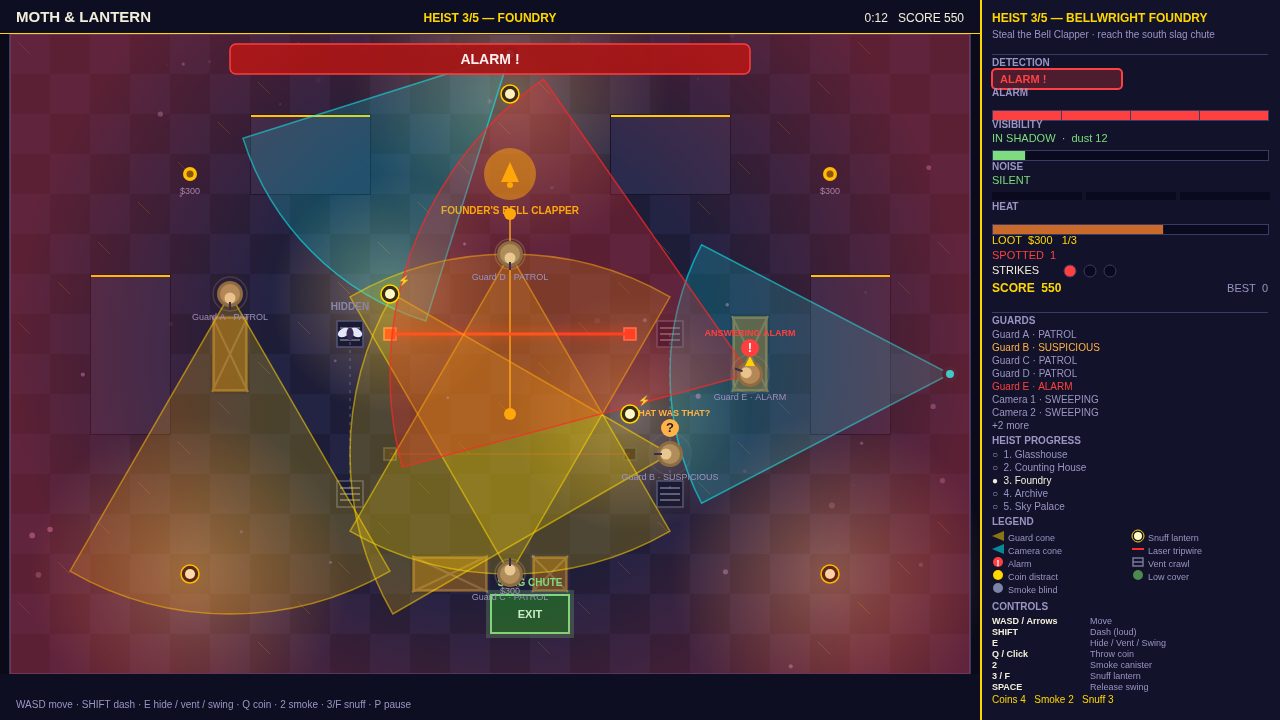 MOTH & LANTERN
HEIST 3/5 — FOUNDRY
0:12 SCORE 550
ALARM !
$300
$300
FOUNDER'S BELL CLAPPER
Guard D · PATROL
Guard A · PATROL
HIDDEN
ANSWERING ALARM
!
Guard E · ALARM
HAT WAS THAT?
?
Guard B · SUSPICIOUS
CHUTE
$300
Guard C · PATROL
EXIT
WASD move · SHIFT dash · E hide / vent / swing · Q coin · 2 smoke · 3/F snuff · P pause
HEIST 3/5 — BELLWRIGHT FOUNDRY
Steal the Bell Clapper · reach the south slag chute
DETECTION
ALARM !
ALARM
VISIBILITY
IN SHADOW · dust 12
NOISE
SILENT
HEAT
LOOT $300 1/3
SPOTTED 1
STRIKES
SCORE 550
BEST 0
GUARDS
Guard A · PATROL
Guard B · SUSPICIOUS
Guard C · PATROL
Guard D · PATROL
Guard E · ALARM
Camera 1 · SWEEPING
Camera 2 · SWEEPING
+2 more
HEIST PROGRESS
○ 1. Glasshouse
○ 2. Counting House
● 3. Foundry
○ 4. Archive
○ 5. Sky Palace
LEGEND
Guard cone
Snuff lantern
Camera cone
Laser tripwire
Alarm
Vent crawl
Coin distract
Low cover
Smoke blind
CONTROLS
WASD / Arrows Move
SHIFT Dash (loud)
E Hide / Vent / Swing
Q / Click Throw coin
2 Smoke canister
3 / F Snuff lantern
SPACE Release swing
Coins 4 Smoke 2 Snuff 3